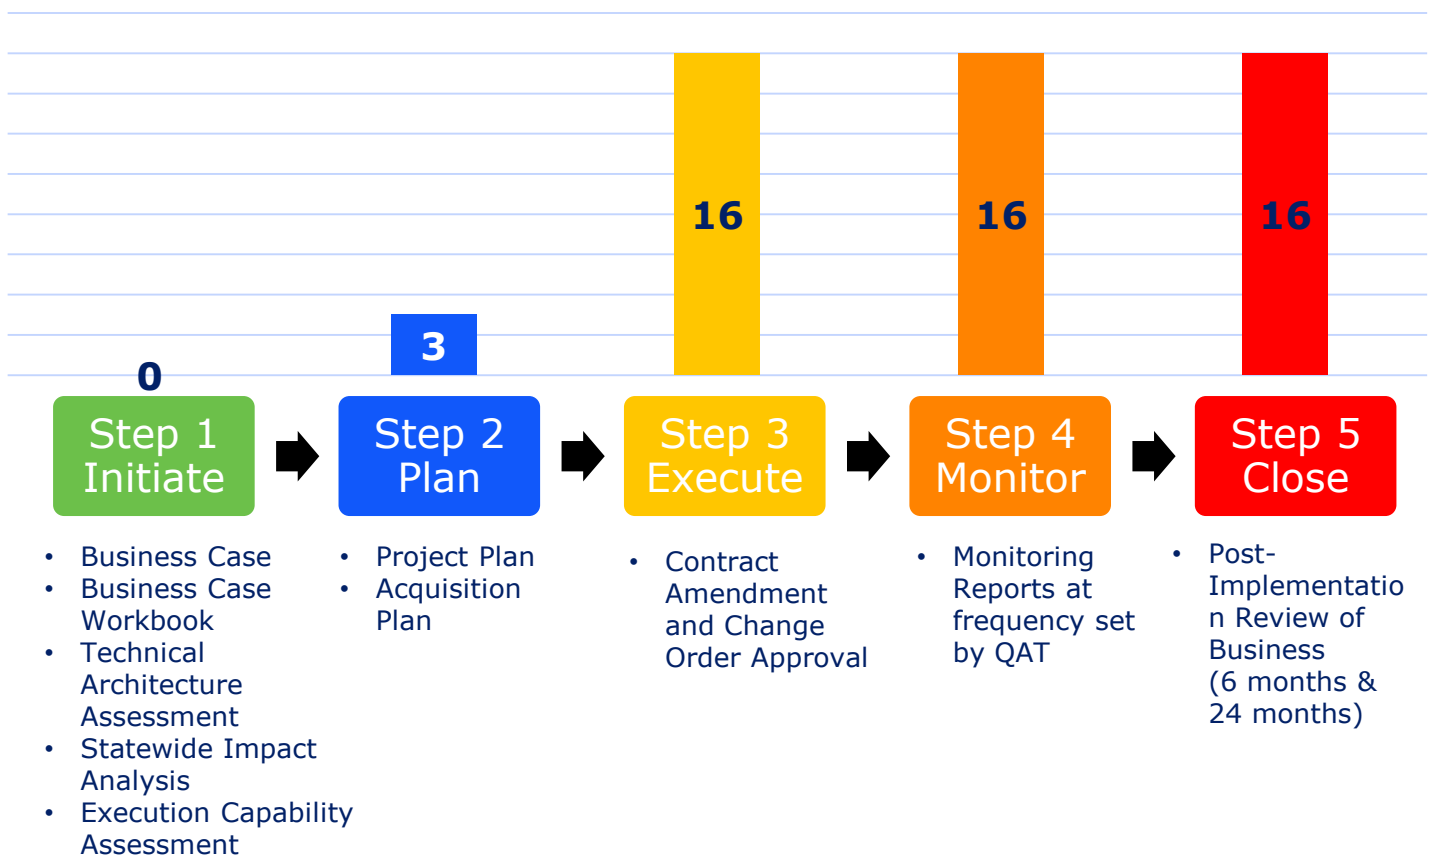 0
3
16
16
16
Step 1
Initiate
Step 2
Plan
Step 3
Execute
Step 4
Monitor
Step 5
Close
• Business Case
• Business Case
Workbook
• Technical
Architecture
Assessment
• Statewide Impact
Analysis
• Execution Capability
Assessment
• Project Plan
• Acquisition
Plan
• Contract
Amendment
and Change
Order Approval
• Monitoring
Reports at
frequency set
by QAT
• Post-
Implementatio
n Review of
Business
(6 months &
24 months)